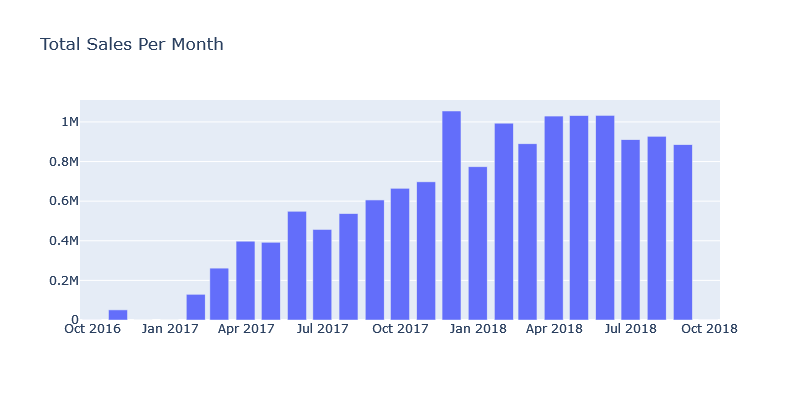 Total Sales Per Month
1M
0.8M
0.6M
0.4M
0.2M
0
Oct 2016 Jan 2017 Apr 2017 Jul 2017 Oct 2017 Jan 2018 Apr 2018 Jul 2018 Oct 2018